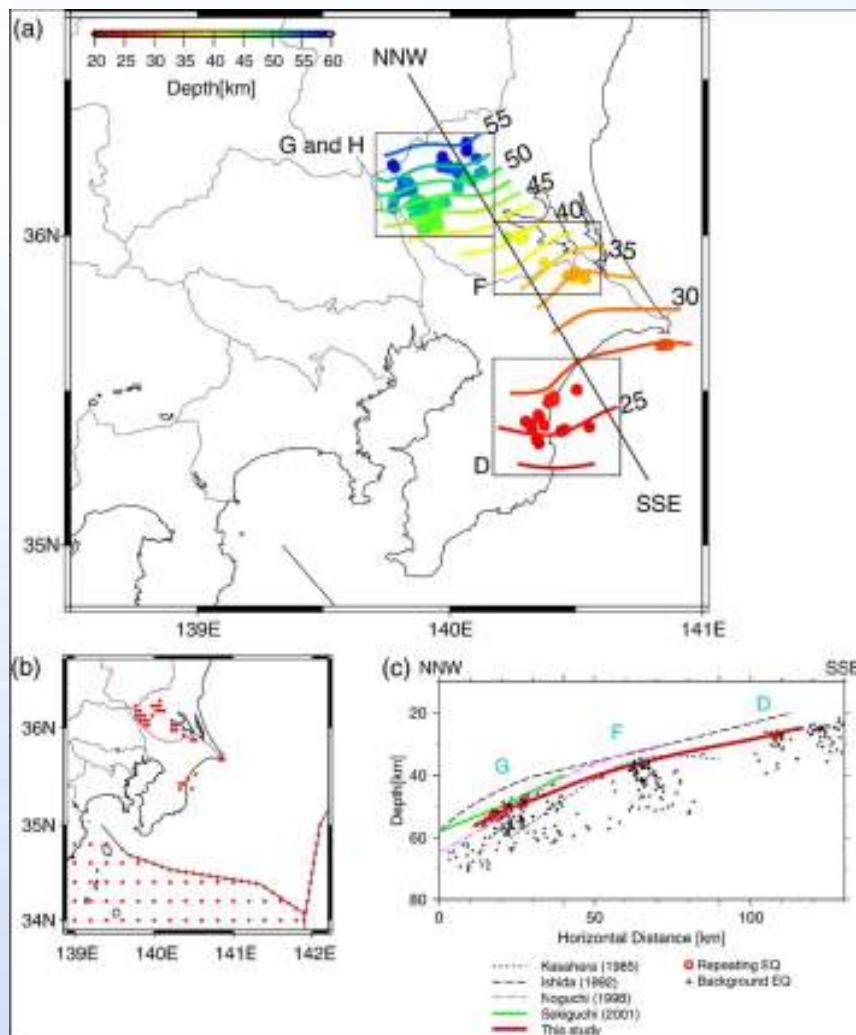 (a)
20 25 30 35 40 45 50 55 60
Depth[km]
NNW
G and H
55
50
45
40
35
30
25
F
D
SSE
36N
35N
139E 140E 141E
(b)
36N
35N
34N
139E 140E 141E 142E
(c) NNW SSE
20
40
60
80
Depth[km]
G
F
D
0 50 100
Horizontal Distance [km]
Kasahara (1985)
Ishida (1992)
Noguchi (1998)
Sekiguchi (2001)
This study
Repeating EQ
Background EQ